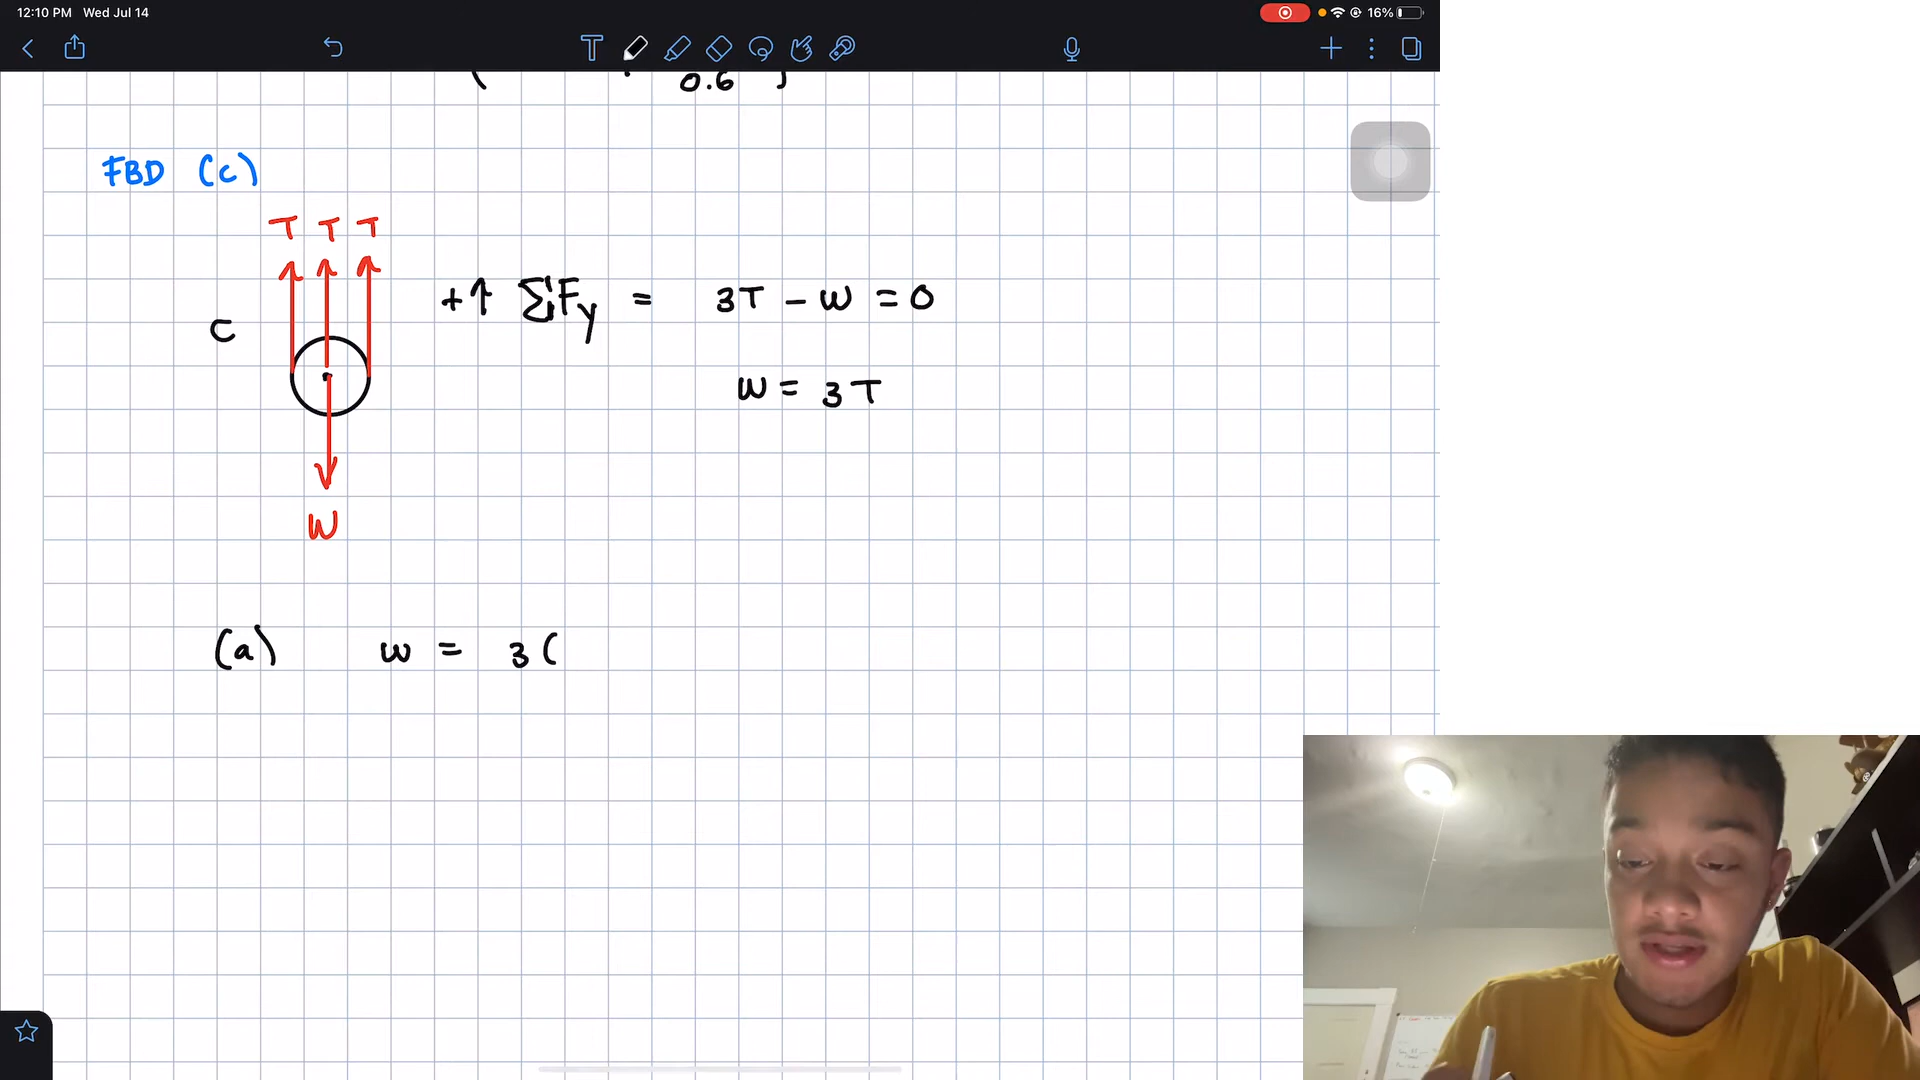 12:10 PM Wed Jul 14
16%
0.6
FBD (C)
T T T
+↑ ΣFy = 3T - W = 0
C
W = 3T
W
(a) W = 3(